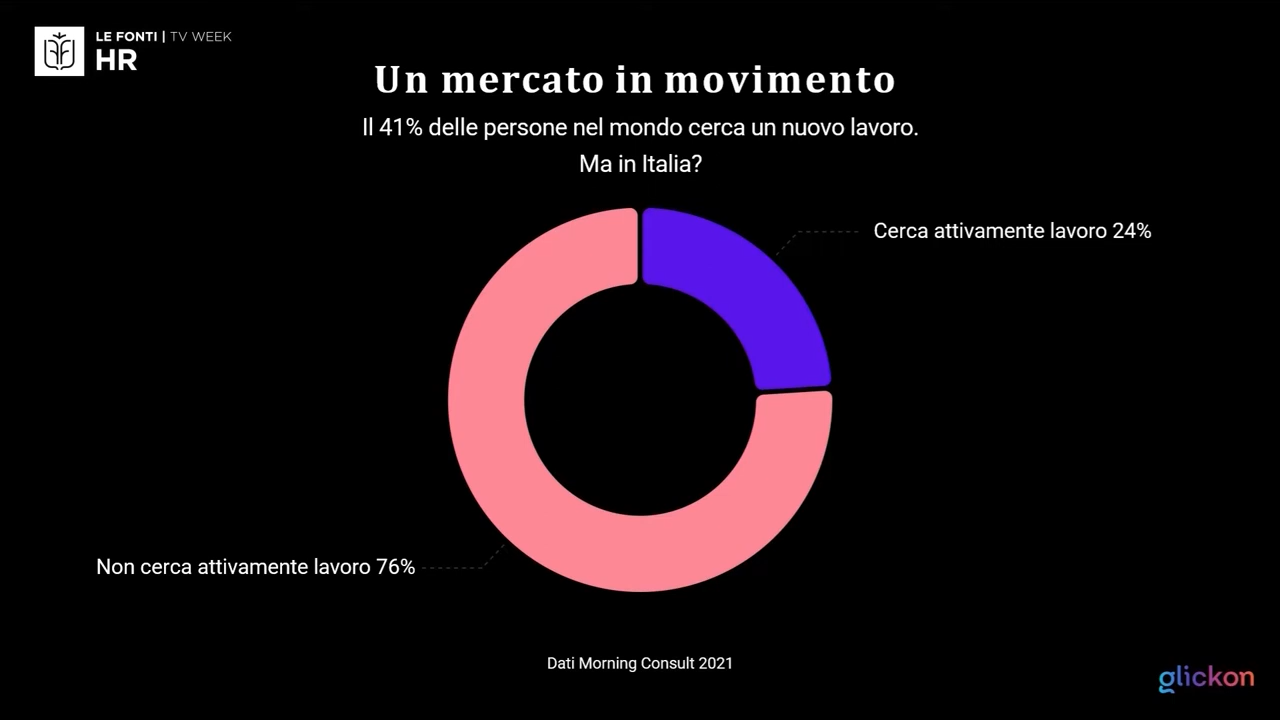 LE FONTI | TV WEEK
HR
Un mercato in movimento
Il 41% delle persone nel mondo cerca un nuovo lavoro.
Ma in Italia?
Cerca attivamente lavoro 24%
Non cerca attivamente lavoro 76%
Dati Morning Consult 2021
glickon